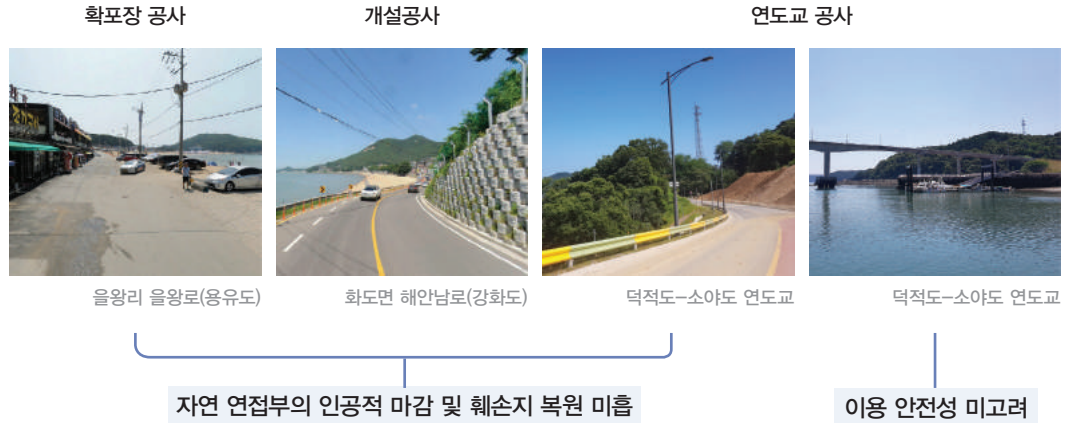 확포장 공사
개설공사
연도교 공사
을왕리 을왕로(용유도)
화도면 해안남로(강화도)
덕적도-소야도 연도교
덕적도-소야도 연도교
자연 연접부의 인공적 마감 및 훼손지 복원 미흡
이용 안전성 미고려